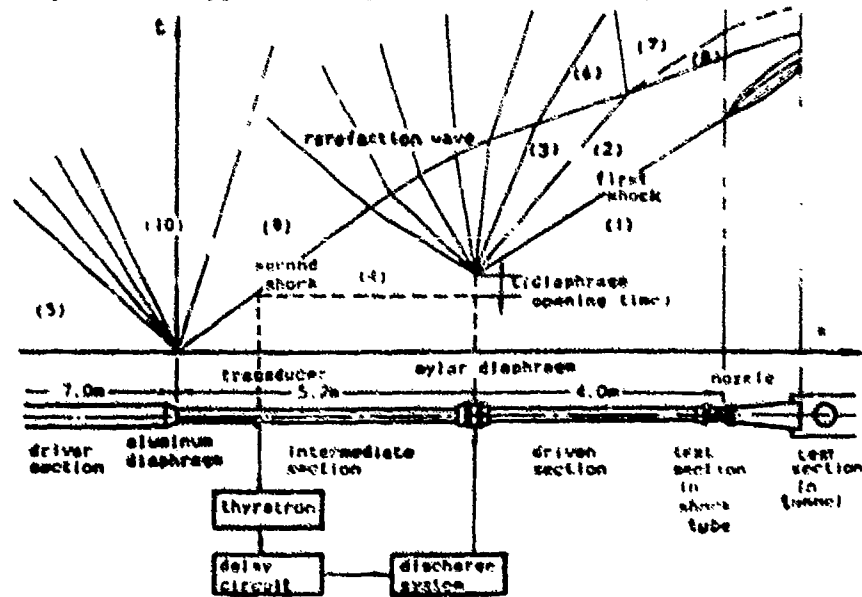 t
(7)
(6)
(8)
rarefaction wave
(3)
(2)
first
shock
(10)
(9)
(1)
second
shock
(4)
(diaphragm
opening time)
(5)
x
transducer
mylar diaphragm
nozzle
7.0m
4.0m
driver
section
aluminum
diaphragm
intermediate
section
driven
section
test
section
in
shock
tube
test
section
in
tunnel
thyratron
delay
circuit
discharge
system